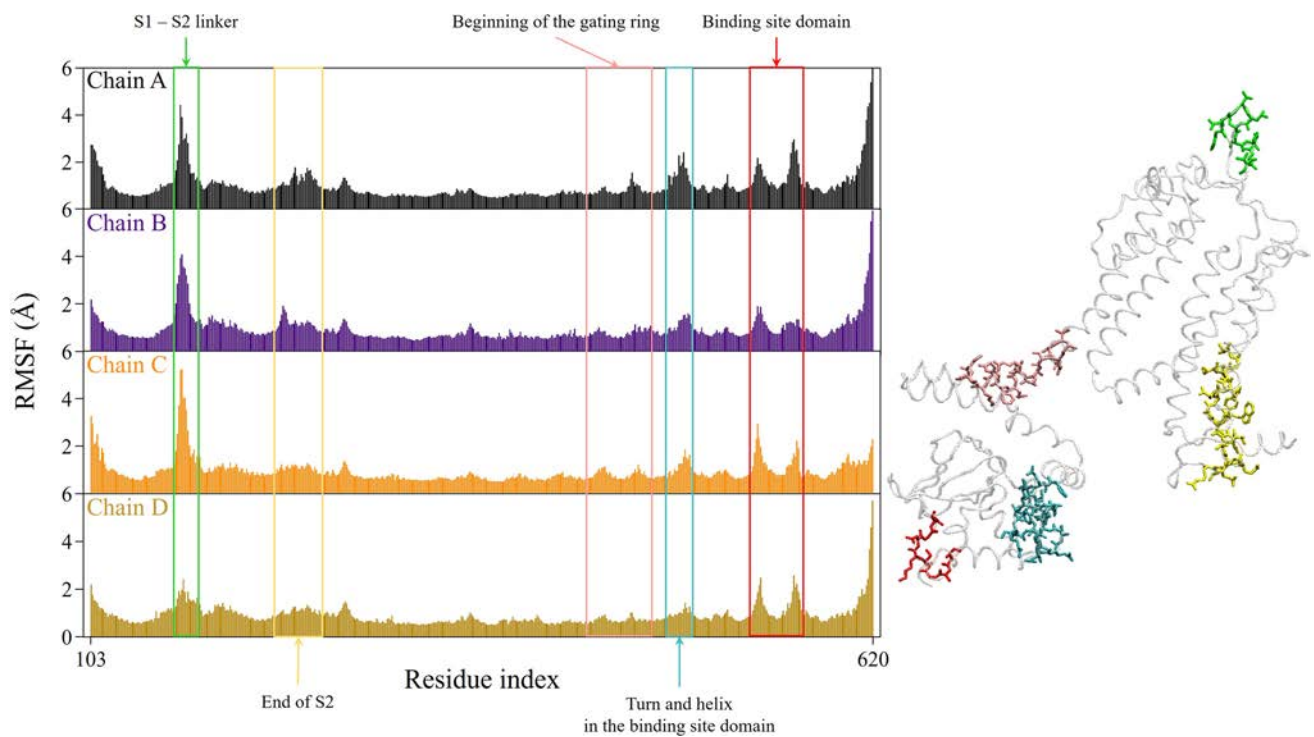 S1 – S2 linker
Beginning of the gating ring
Binding site domain
6
Chain A
4
2
6
Chain B
4
2
6
Chain C
4
2
6
Chain D
4
2
0
RMSF (Å)
103
620
Residue index
End of S2
Turn and helix
in the binding site domain